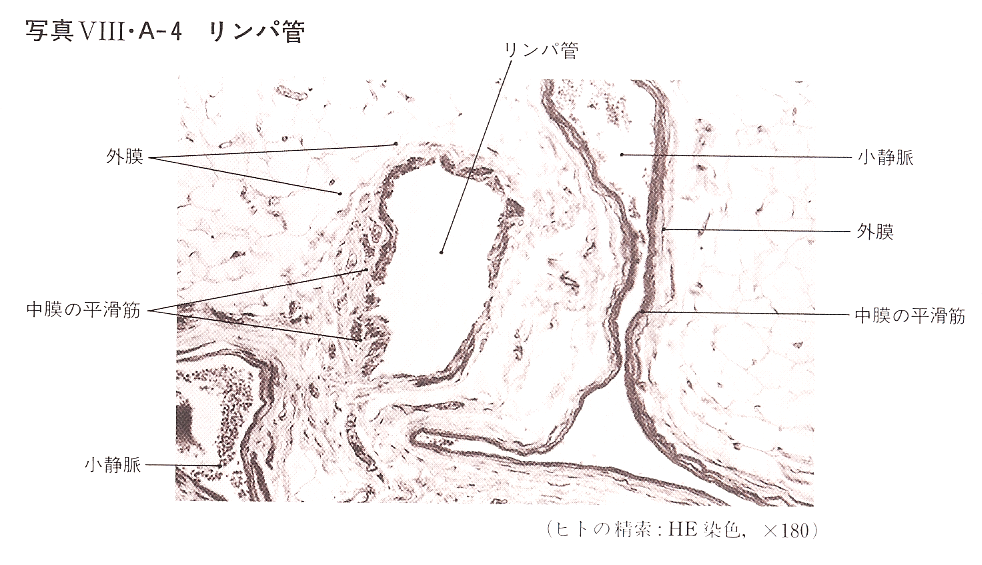 写真VIII・A-4 リンパ管
リンパ管
外膜
小静脈
外膜
中膜の平滑筋
中膜の平滑筋
小静脈
(ヒトの精索:HE染色, ×180)